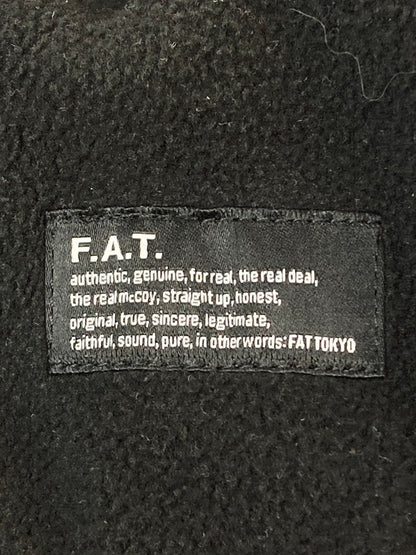 F.A.T.
authentic, genuine, for real, the real deal,
the real mccoy, straight up, honest,
original, true, sincere, legitimate,
faithful, sound, pure, in other words: FAT TOKYO